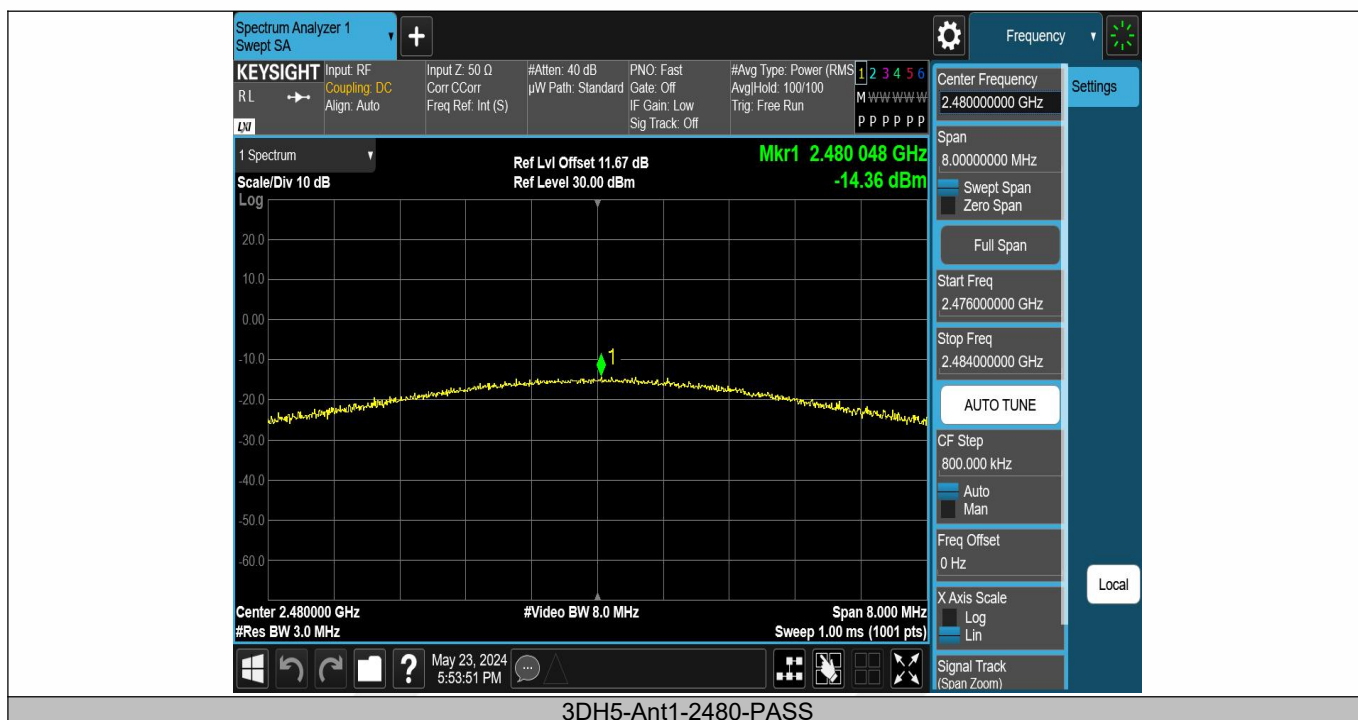 Spectrum Analyzer 1
Swept SA
+
Frequency
KEYSIGHT
R L
LXI
Input: RF
Coupling: DC
Align: Auto
Input Z: 50 Ω
Corr CCorr
Freq Ref: Int (S)
#Atten: 40 dB
µW Path: Standard
PNO: Fast
Gate: Off
IF Gain: Low
Sig Track: Off
#Avg Type: Power (RMS
Avg|Hold: 100/100
Trig: Free Run
1 2 3 4 5 6
M W W W W W
P P P P P P
1 Spectrum
Scale/Div 10 dB
Log
Ref Lvl Offset 11.67 dB
Ref Level 30.00 dBm
Mkr1 2.480 048 GHz
-14.36 dBm
20.0
10.0
0.00
-10.0
-20.0
-30.0
-40.0
-50.0
-60.0
1
Center 2.480000 GHz
#Res BW 3.0 MHz
#Video BW 8.0 MHz
Span 8.000 MHz
Sweep 1.00 ms (1001 pts)
Center Frequency
2.480000000 GHz
Settings
Span
8.00000000 MHz
Swept Span
Zero Span
Full Span
Start Freq
2.476000000 GHz
Stop Freq
2.484000000 GHz
AUTO TUNE
CF Step
800.000 kHz
Auto
Man
Freq Offset
0 Hz
X Axis Scale
Log
Lin
Local
Signal Track
(Span Zoom)
?
May 23, 2024
5:53:51 PM
3DH5-Ant1-2480-PASS